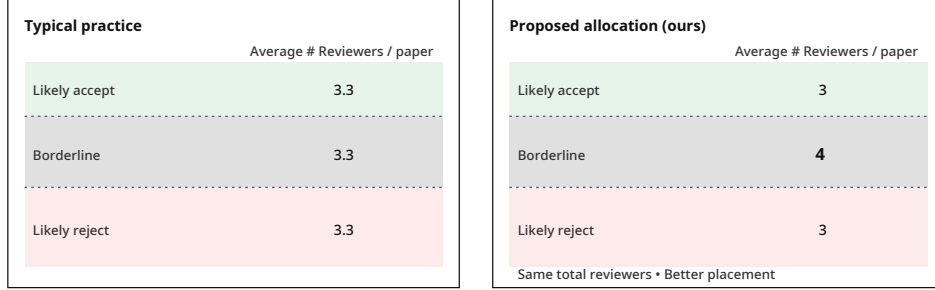 Typical practice
Average # Reviewers / paper
Likely accept 3.3
Borderline 3.3
Likely reject 3.3
Proposed allocation (ours)
Average # Reviewers / paper
Likely accept 3
Borderline 4
Likely reject 3
Same total reviewers • Better placement